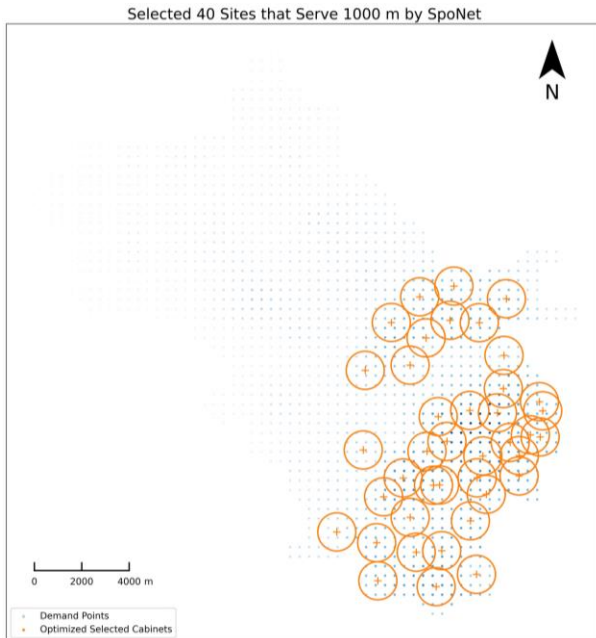 Selected 40 Sites that Serve 1000 m by SpoNet
N
0 2000 4000 m
Demand Points
Optimized Selected Cabinets